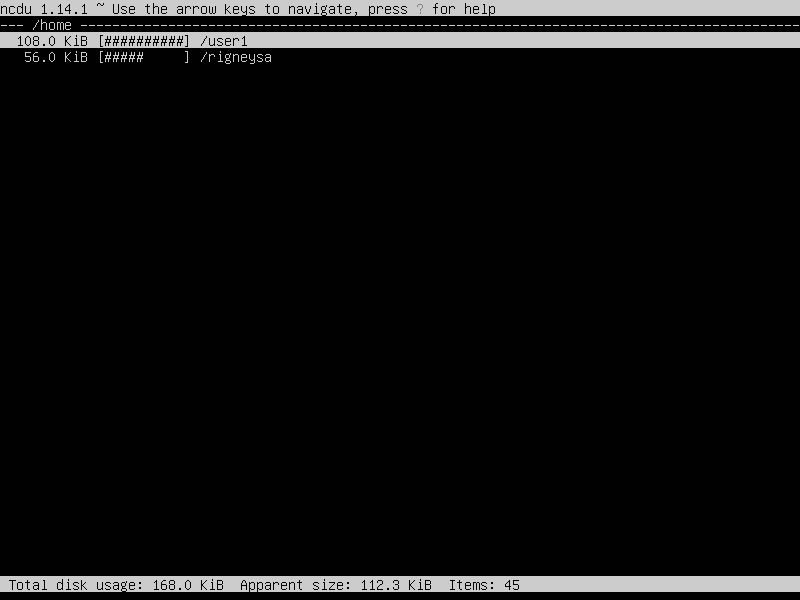 ncdu 1.14.1 ~ Use the arrow keys to navigate, press ? for help
--- /home ------------------------------------------------------------------------------------------
  108.0 KiB [##########] /user1
   56.0 KiB [#####     ] /rigneysa
 Total disk usage: 168.0 KiB  Apparent size: 112.3 KiB  Items: 45